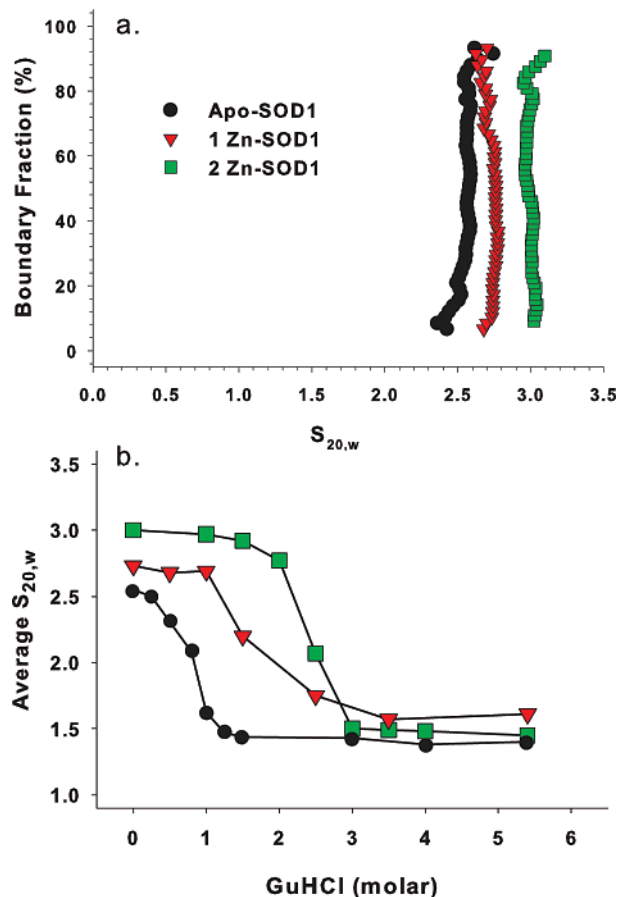 a.
Boundary Fraction (%)
100
80
60
40
20
0
Apo-SOD1
1 Zn-SOD1
2 Zn-SOD1
0.0 0.5 1.0 1.5 2.0 2.5 3.0 3.5
S20,w
b.
Average S20,w
3.5
3.0
2.5
2.0
1.5
1.0
0 1 2 3 4 5 6
GuHCl (molar)